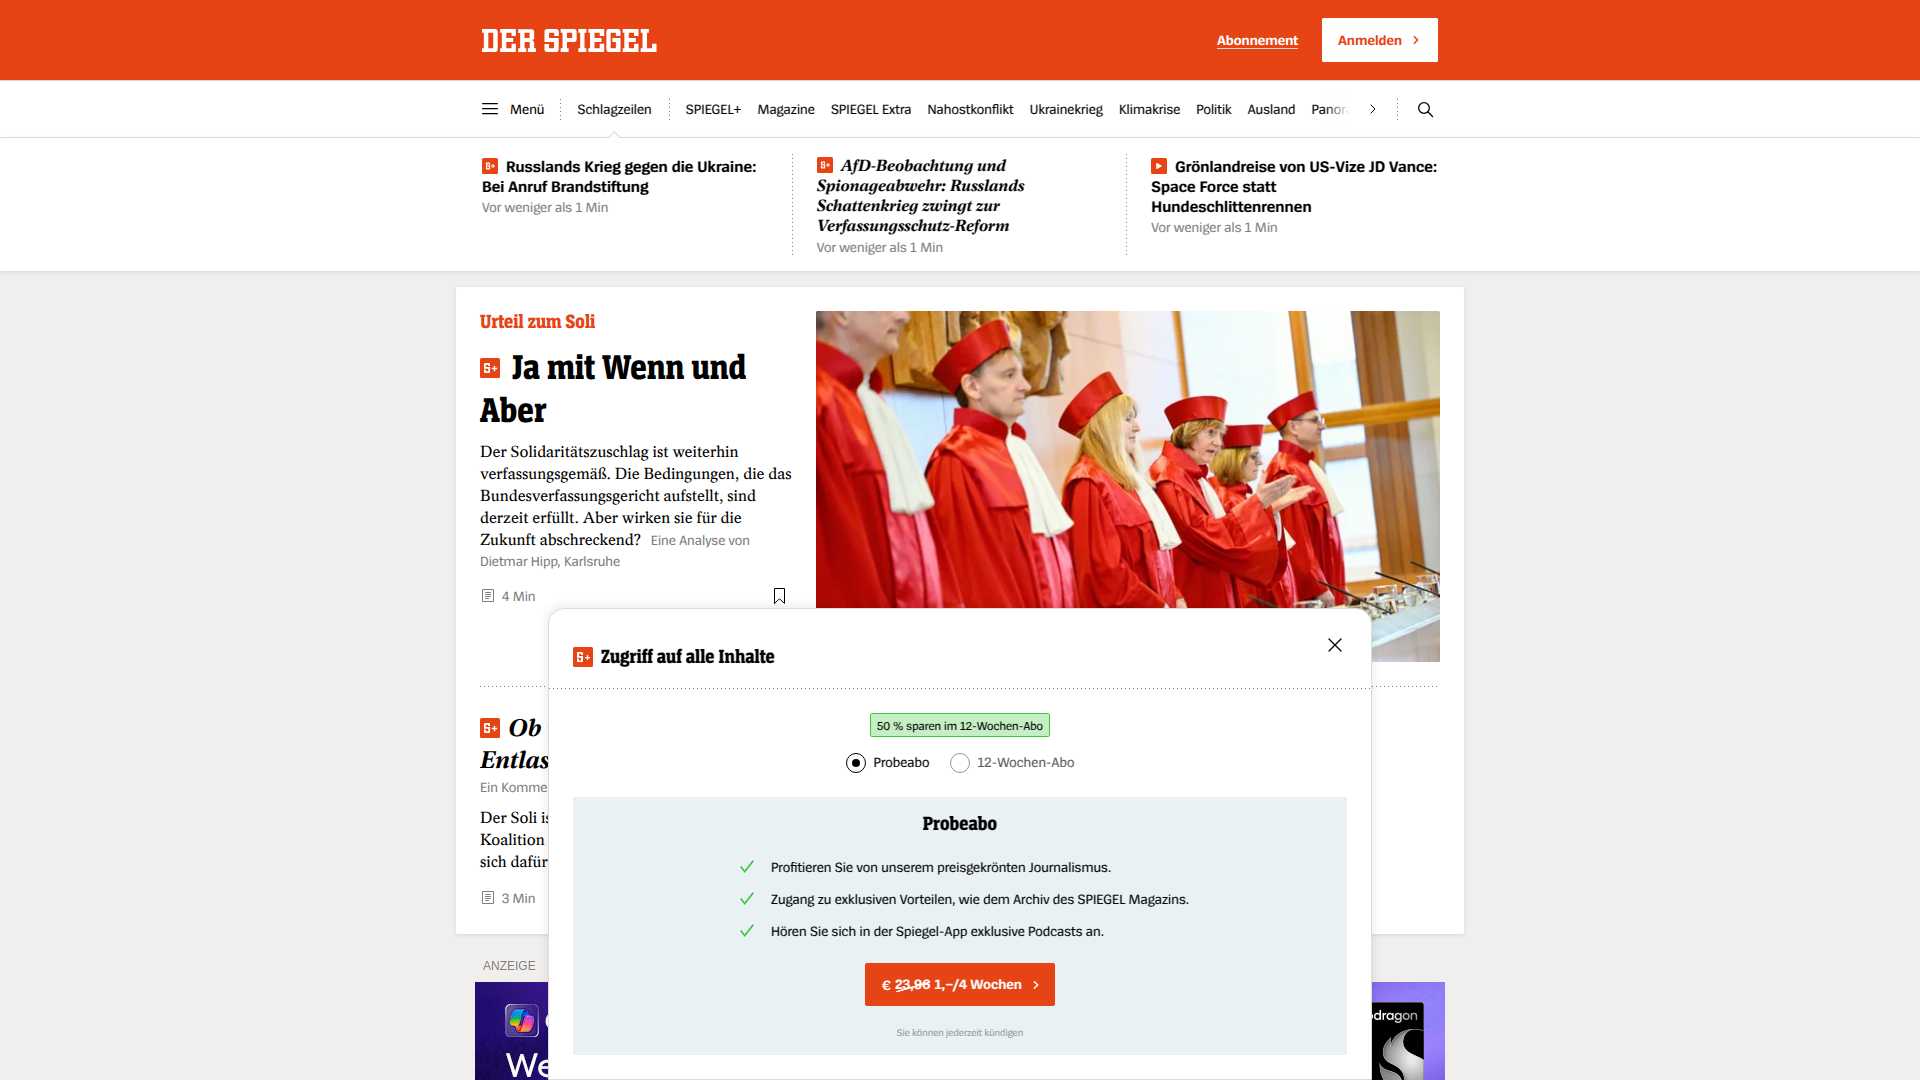 DER SPIEGEL
Abonnement
Anmelden
Menü
Schlagzeilen
SPIEGEL+
Magazine
SPIEGEL Extra
Nahostkonflikt
Ukrainekrieg
Klimakrise
Politik
Ausland
Russlands Krieg gegen die Ukraine:
Bei Anruf Brandstiftung
Vor weniger als 1 Min
AfD-Beobachtung und
Spionageabwehr: Russlands
Schattenkrieg zwingt zur
Verfassungsschutz-Reform
Vor weniger als 1 Min
Grönlandreise von US-Vize JD Vance:
Space Force statt
Hundeschlittenrennen
Vor weniger als 1 Min
Urteil zum Soli
Ja mit Wenn und
Aber
Der Solidaritätszuschlag ist weiterhin
verfassungsgemäß. Die Bedingungen, die das
Bundesverfassungsgericht aufstellt, sind
derzeit erfüllt. Aber wirken sie für die
Zukunft abschreckend? Eine Analyse von
Dietmar Hipp, Karlsruhe
4 Min
Ob
Entlas
Ein Komme
Der Soli is
Koalition
sich dafür
3 Min
Zugriff auf alle Inhalte
50 % sparen im 12-Wochen-Abo
Probeabo
12-Wochen-Abo
Probeabo
Profitieren Sie von unserem preisgekrönten Journalismus.
Zugang zu exklusiven Vorteilen, wie dem Archiv des SPIEGEL Magazins.
Hören Sie sich in der Spiegel-App exklusive Podcasts an.
€ 23,96 1,–/4 Wochen
Sie können jederzeit kündigen
ANZEIGE
We
dragon